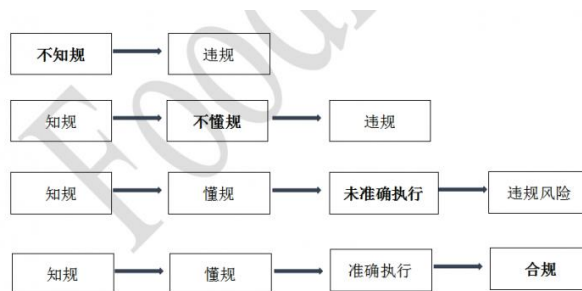 不知规 违规
知规 不懂规 违规
知规 懂规 未准确执行 违规风险
知规 懂规 准确执行 合规